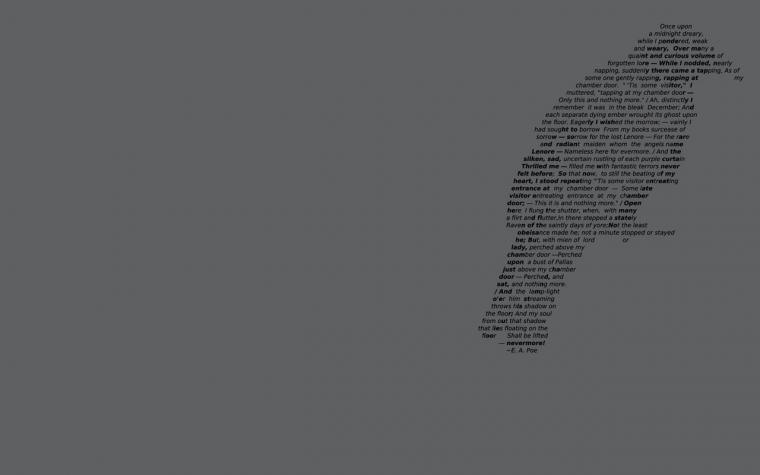 Once upon
a midnight dreary,
while I pondered, weak
and weary, Over many a
quaint and curious volume of
forgotten lore — While I nodded, nearly
napping, suddenly there came a tapping, As of
some one gently rapping, rapping at my
chamber door. " 'Tis some visitor," I
muttered, "tapping at my chamber door —
Only this and nothing more." / Ah, distinctly I
remember it was in the bleak December; And
each separate dying ember wrought its ghost upon
the floor. Eagerly I wished the morrow; — vainly I
had sought to borrow From my books surcease of
sorrow — sorrow for the lost Lenore — For the rare
and radiant maiden whom the angels name
Lenore — Nameless here for evermore. / And the
silken, sad, uncertain rustling of each purple curtain
Thrilled me — filled me with fantastic terrors never
felt before; So that now, to still the beating of my
heart, I stood repeating "'Tis some visitor entreating
entrance at my chamber door — Some late
visitor entreating entrance at my chamber
door; — This it is and nothing more." / Open
here I flung the shutter, when, with many
a flirt and flutter,In there stepped a stately
Raven of the saintly days of yore;Not the least
obeisance made he; not a minute stopped or stayed
he; But, with mien of lord or
lady, perched above my
chamber door —Perched
upon a bust of Pallas
just above my chamber
door — Perched, and
sat, and nothing more.
/ And the lamp-light
o'er him streaming
throws his shadow on
the floor; And my soul
from out that shadow
that lies floating on the
floor Shall be lifted
— nevermore!
~E. A. Poe